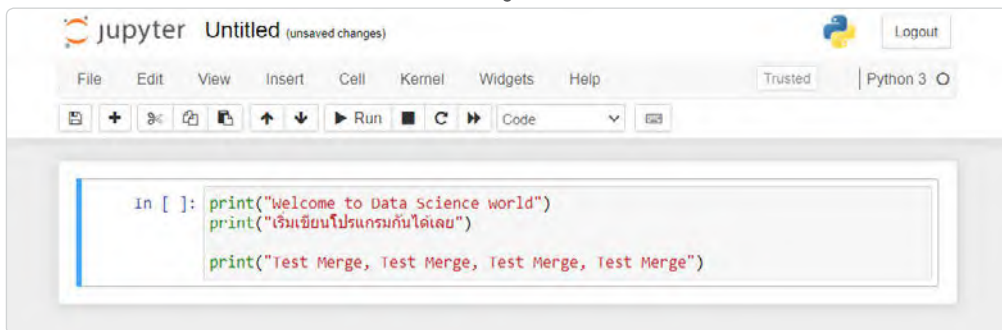 jupyter Untitled (unsaved changes) Logout
File Edit View Insert Cell Kernel Widgets Help Trusted Python 3
Run Code
In [ ]: print("Welcome to Data Science world")
print("เริ่มเขียนโปรแกรมกันได้เลย")
print("Test Merge, Test Merge, Test Merge, Test Merge")